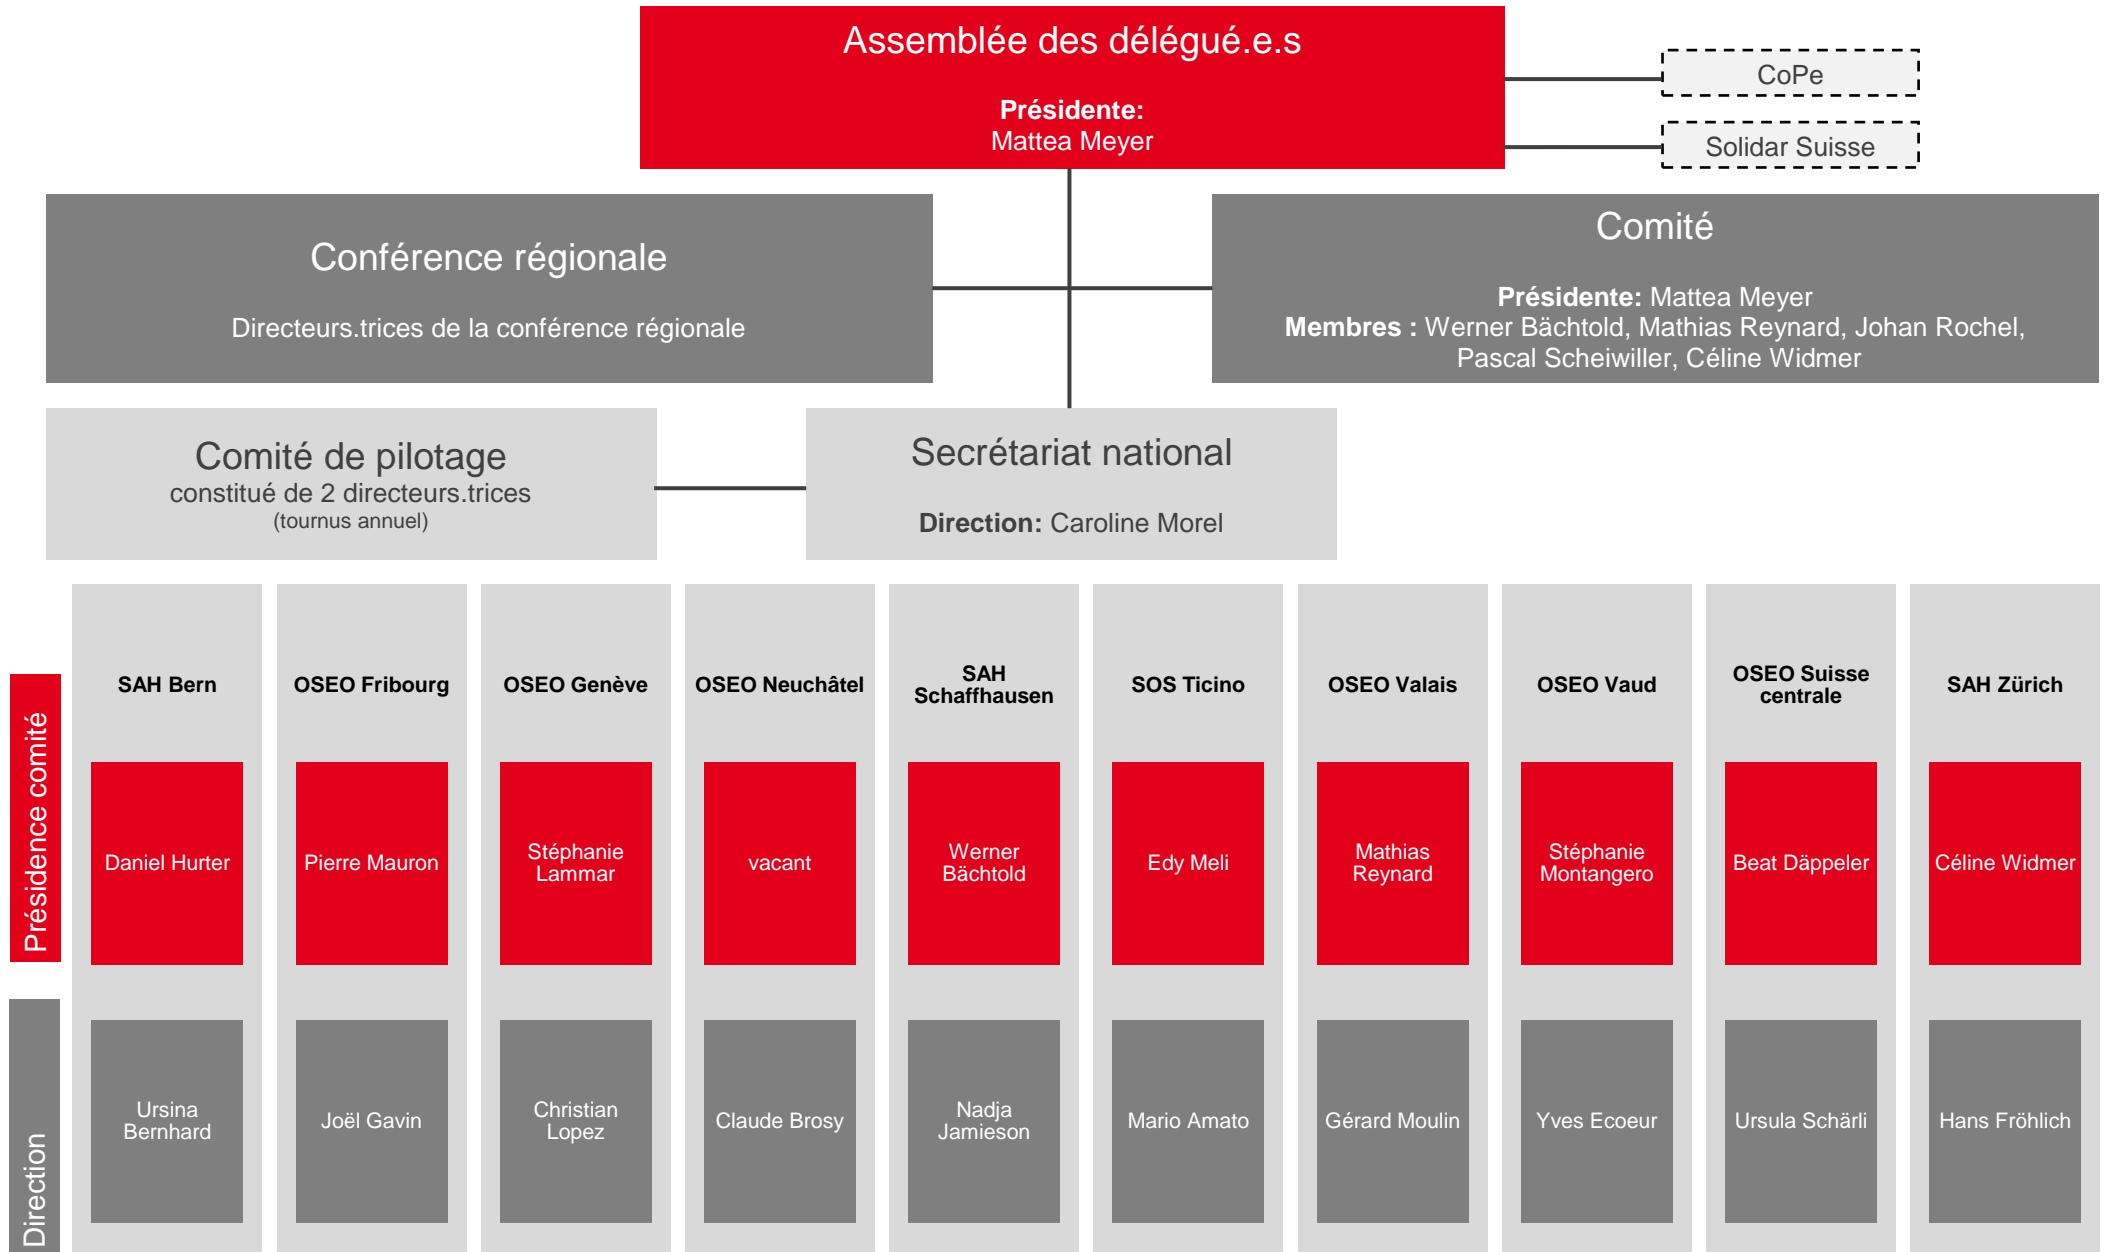 Assemblée des délégué.e.s
Présidente:
Mattea Meyer
CoPe
Solidar Suisse
Conférence régionale
Directeurs.trices de la conférence régionale
Comité
Présidente: Mattea Meyer
Membres : Werner Bächtold, Mathias Reynard, Johan Rochel,
Pascal Scheiwiller, Céline Widmer
Comité de pilotage
constitué de 2 directeurs.trices
(tournus annuel)
Secrétariat national
Direction: Caroline Morel
SAH Bern
OSEO Fribourg
OSEO Genève
OSEO Neuchâtel
SAH
Schaffhausen
SOS Ticino
OSEO Valais
OSEO Vaud
OSEO Suisse
centrale
SAH Zürich
Présidence comité
Daniel Hurter
Pierre Mauron
Stéphanie
Lammar
vacant
Werner
Bächtold
Edy Meli
Mathias
Reynard
Stéphanie
Montangero
Beat Däppeler
Céline Widmer
Direction
Ursina
Bernhard
Joël Gavin
Christian
Lopez
Claude Brosy
Nadja
Jamieson
Mario Amato
Gérard Moulin
Yves Ecoeur
Ursula Schärli
Hans Fröhlich